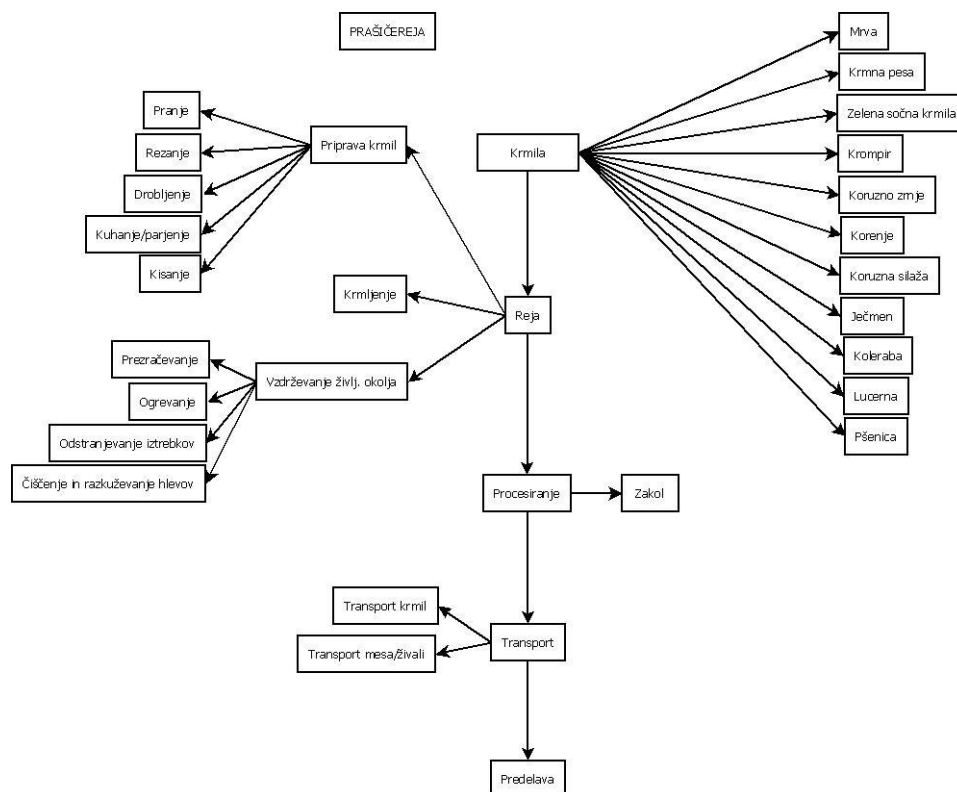 PRAŠIČEREJA
Mrva
Krmna pesa
Zelena sočna krmila
Krompir
Koruzno zrnje
Korenje
Koruzna silaža
Ječmen
Koleraba
Lucerna
Pšenica
Krmila
Priprava krmil
Pranje
Rezanje
Drobljenje
Kuhanje/parjenje
Kisanje
Krmljenje
Reja
Vzdrževanje življ. okolja
Prezračevanje
Ogrevanje
Odstranjevanje iztrebkov
Čiščenje in razkuževanje hlevov
Procesiranje
Zakol
Transport krmil
Transport mesa/živali
Transport
Predelava